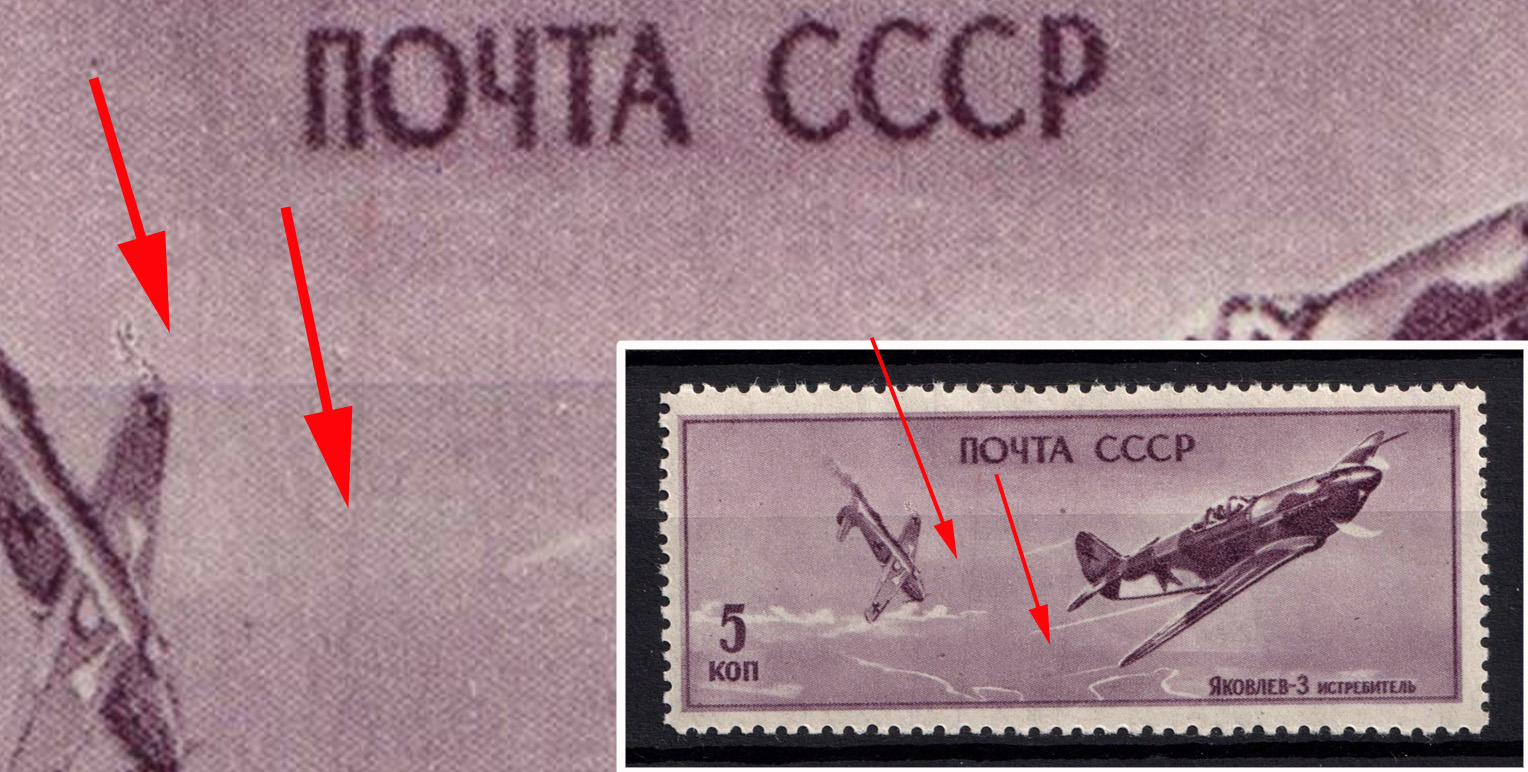 ПОЧТА СССР
ПОЧТА СССР
5
КОП
ЯКОВЛЕВ-3 ИСТРЕБИТЕЛЬ